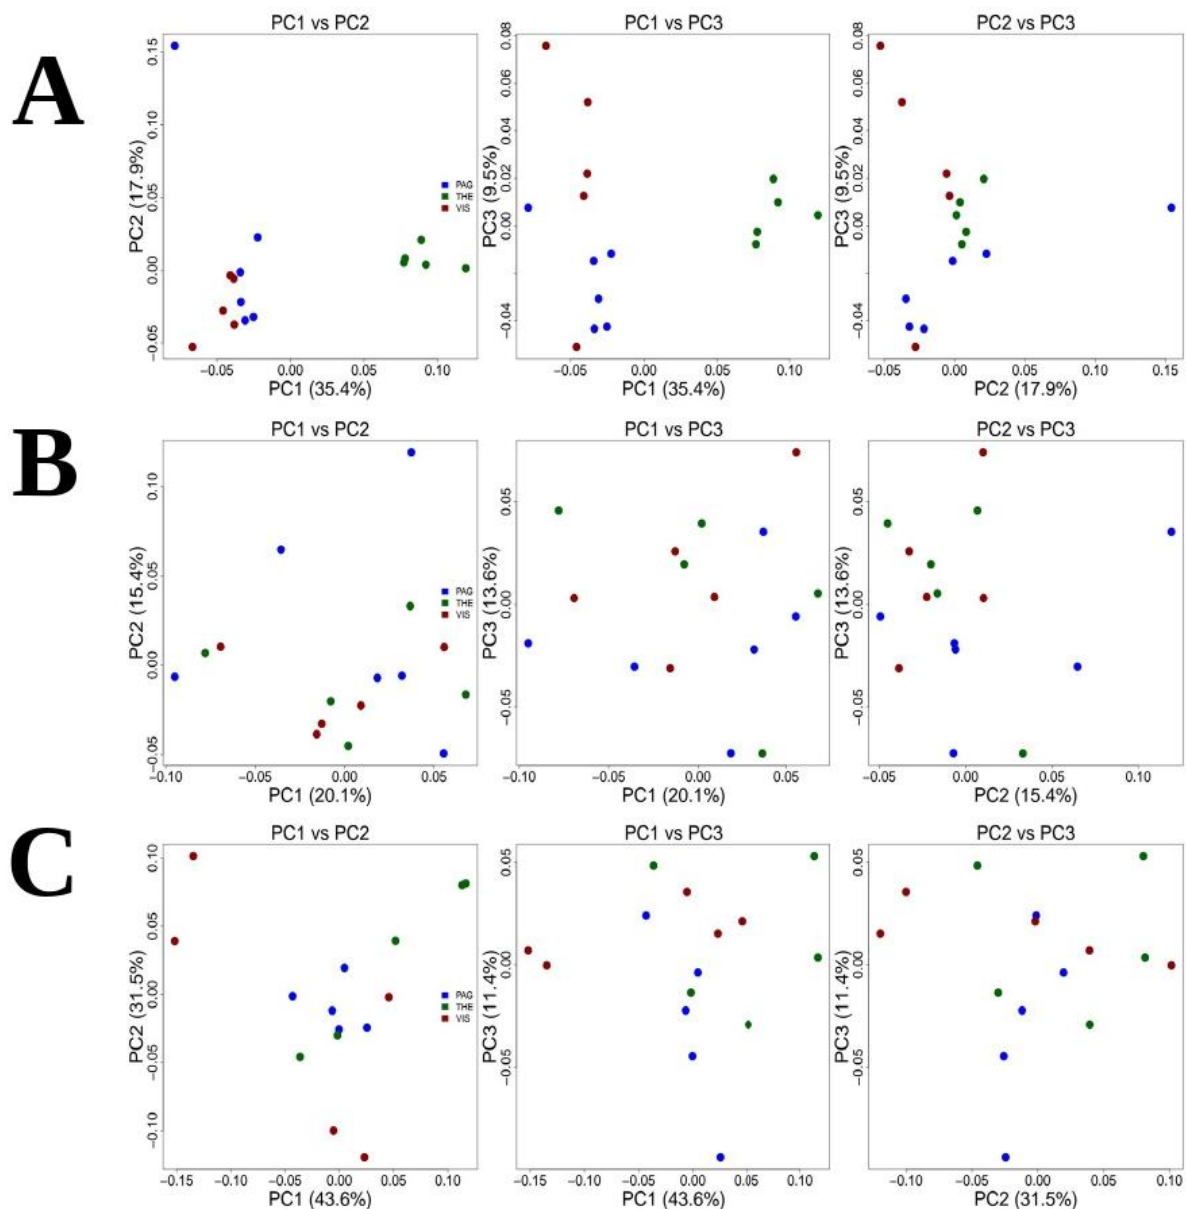 A
PC1 vs PC2
PC2 (17.9%)
0.15
0.10
0.05
0.00
−0.05
PAG
THE
VIS
−0.05 0.00 0.05 0.10
PC1 (35.4%)
PC1 vs PC3
PC3 (9.5%)
0.08
0.06
0.04
0.02
0.00
−0.04
−0.05 0.00 0.05 0.10
PC1 (35.4%)
PC2 vs PC3
PC3 (9.5%)
0.08
0.06
0.04
0.02
0.00
−0.04
−0.05 0.00 0.05 0.10 0.15
PC2 (17.9%)
B
PC1 vs PC2
PC2 (15.4%)
0.10
0.05
0.00
−0.05
PAG
THE
VIS
−0.10 −0.05 0.00 0.05
PC1 (20.1%)
PC1 vs PC3
PC3 (13.6%)
0.05
0.00
−0.05
−0.10 −0.05 0.00 0.05
PC1 (20.1%)
PC2 vs PC3
PC3 (13.6%)
0.05
0.00
−0.05
−0.05 0.00 0.05 0.10
PC2 (15.4%)
C
PC1 vs PC2
PC2 (31.5%)
0.10
0.05
0.00
−0.05
−0.10
PAG
THE
VIS
−0.15 −0.10 −0.05 0.00 0.05 0.10
PC1 (43.6%)
PC1 vs PC3
PC3 (11.4%)
0.05
0.00
−0.05
−0.15 −0.10 −0.05 0.00 0.05 0.10
PC1 (43.6%)
PC2 vs PC3
PC3 (11.4%)
0.05
0.00
−0.05
−0.10 −0.05 0.00 0.05 0.10
PC2 (31.5%)